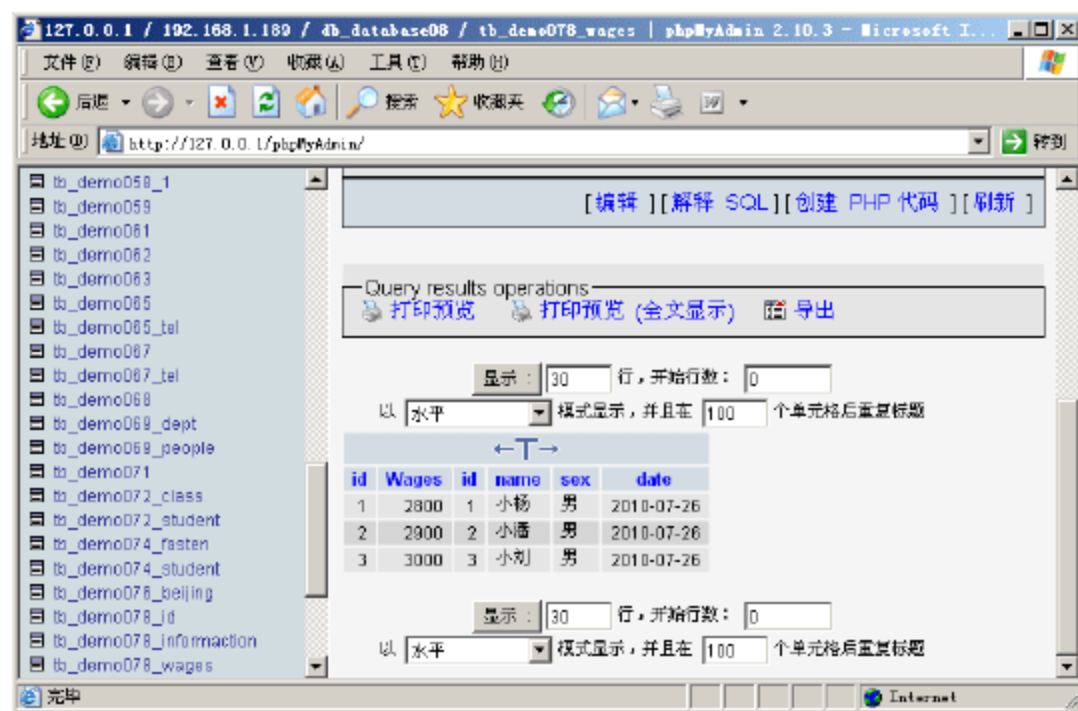 127.0.0.1 / 192.168.1.189 / db_database08 / tb_demo078_wages | phpMyAdmin 2.10.3 - Microsoft I...
文件(F) 编辑(E) 查看(V) 收藏(A) 工具(T) 帮助(H)
后退 搜索 收藏夹
地址(D) http://127.0.0.1/phpMyAdmin/ 转到
tb_demo058_1
tb_demo059
tb_demo061
tb_demo062
tb_demo063
tb_demo065
tb_demo065_tel
tb_demo067
tb_demo067_tel
tb_demo068
tb_demo069_dept
tb_demo069_people
tb_demo071
tb_demo072_class
tb_demo072_student
tb_demo074_fasten
tb_demo074_student
tb_demo076_beijing
tb_demo078_id
tb_demo078_informaction
tb_demo078_wages
[编辑 ][解释 SQL][创建 PHP 代码 ][刷新 ]
Query results operations
打印预览 打印预览 (全文显示) 导出
显示 : 30 行，开始行数： 0
以 水平 模式显示，并且在 100 个单元格后重复标题
←T→
id Wages id name sex date
1 2800 1 小杨 男 2010-07-26
2 2900 2 小潘 男 2010-07-26
3 3000 3 小刘 男 2010-07-26
显示 : 30 行，开始行数： 0
以 水平 模式显示，并且在 100 个单元格后重复标题
完毕 Internet